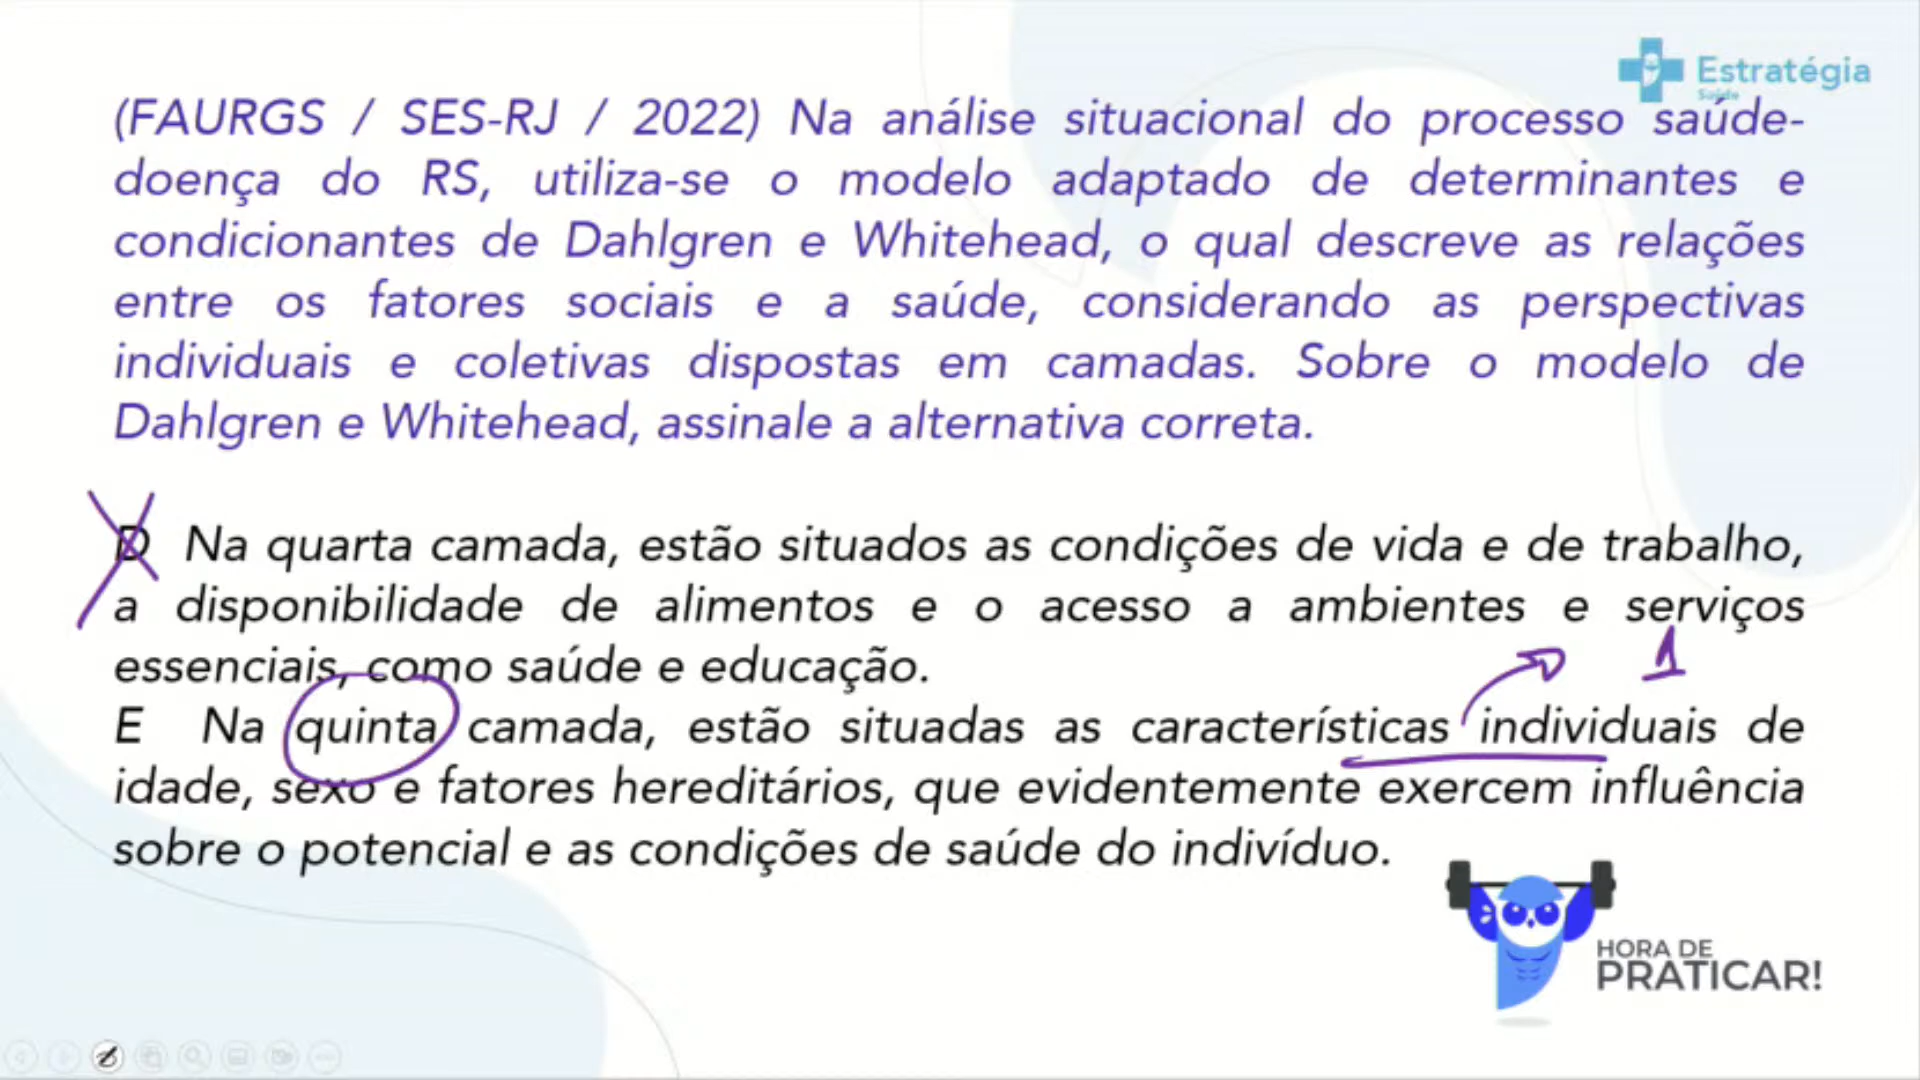 Estratégia
Saúde
(FAURGS / SES-RJ / 2022) Na análise situacional do processo saúde-
doença do RS, utiliza-se o modelo adaptado de determinantes e
condicionantes de Dahlgren e Whitehead, o qual descreve as relações
entre os fatores sociais e a saúde, considerando as perspectivas
individuais e coletivas dispostas em camadas. Sobre o modelo de
Dahlgren e Whitehead, assinale a alternativa correta.
D Na quarta camada, estão situados as condições de vida e de trabalho,
a disponibilidade de alimentos e o acesso a ambientes e serviços
essenciais, como saúde e educação.
1
E Na quinta camada, estão situadas as características individuais de
idade, sexo e fatores hereditários, que evidentemente exercem influência
sobre o potencial e as condições de saúde do indivíduo.
HORA DE
PRATICAR!